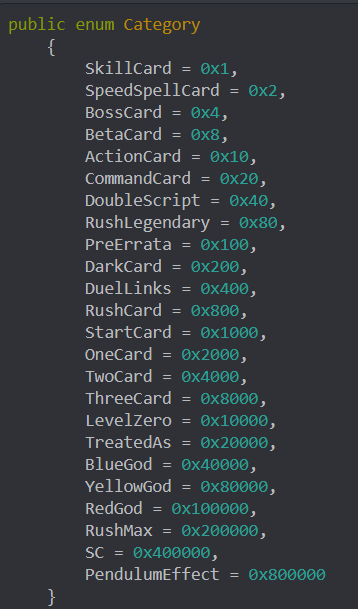 public enum Category
{
SkillCard = 0x1,
SpeedSpellCard = 0x2,
BossCard = 0x4,
BetaCard = 0x8,
ActionCard = 0x10,
CommandCard = 0x20,
DoubleScript = 0x40,
RushLegendary = 0x80,
PreErrata = 0x100,
DarkCard = 0x200,
DuelLinks = 0x400,
RushCard = 0x800,
StartCard = 0x1000,
OneCard = 0x2000,
TwoCard = 0x4000,
ThreeCard = 0x8000,
LevelZero = 0x10000,
TreatedAs = 0x20000,
BlueGod = 0x40000,
YellowGod = 0x80000,
RedGod = 0x100000,
RushMax = 0x200000,
SC = 0x400000,
PendulumEffect = 0x800000
}